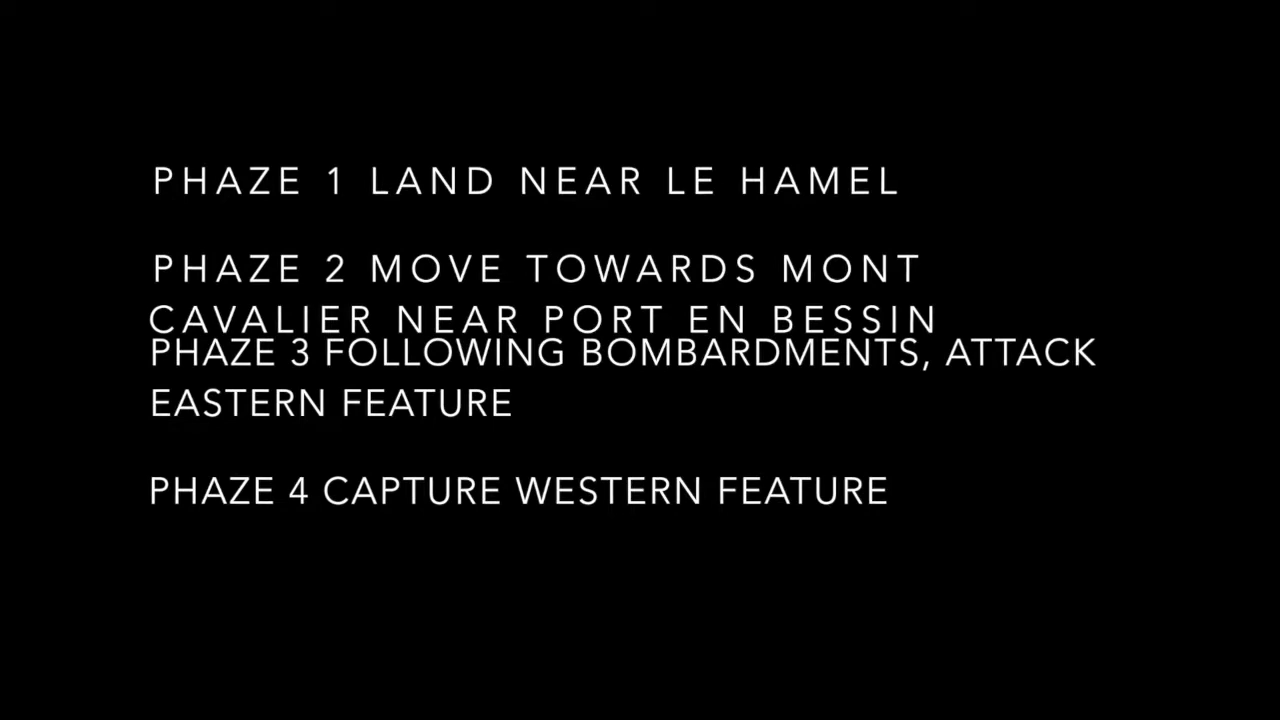 PHAZE 1 LAND NEAR LE HAMEL
PHAZE 2 MOVE TOWARDS MONT
CAVALIER NEAR PORT EN BESSIN
PHAZE 3 FOLLOWING BOMBARDMENTS, ATTACK
EASTERN FEATURE
PHAZE 4 CAPTURE WESTERN FEATURE